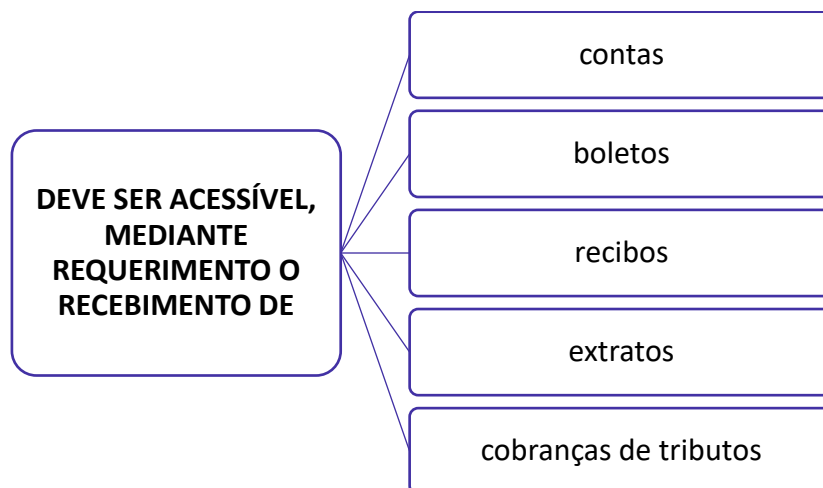 DEVE SER ACESSÍVEL,
MEDIANTE
REQUERIMENTO O
RECEBIMENTO DE
contas
boletos
recibos
extratos
cobranças de tributos